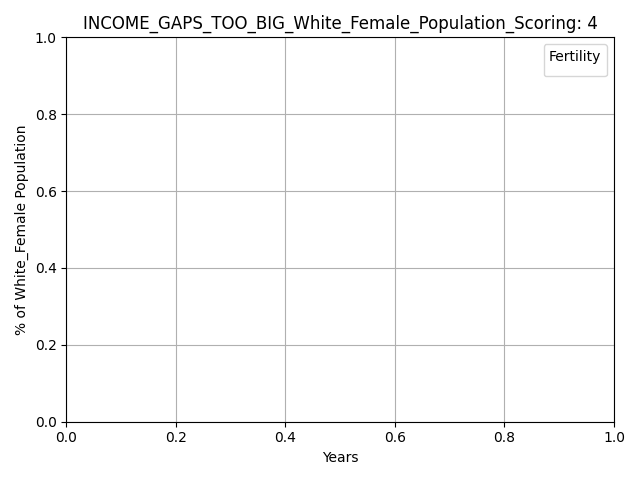 INCOME_GAPS_TOO_BIG_White_Female_Population_Scoring: 4
Fertility
1.0
0.8
0.6
0.4
0.2
0.0
% of White_Female Population
0.0 0.2 0.4 0.6 0.8 1.0
Years